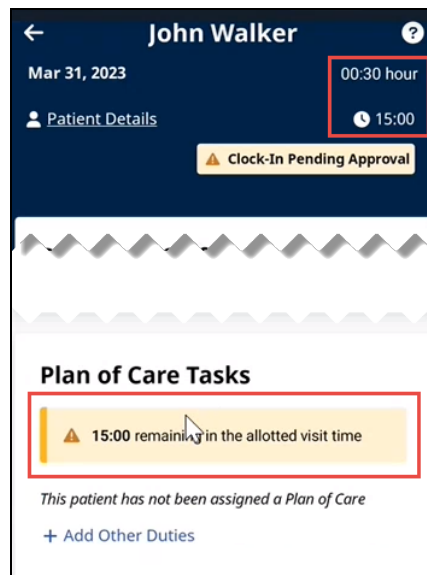 John Walker
Mar 31, 2023 00:30 hour
Patient Details 15:00
Clock-In Pending Approval
Plan of Care Tasks
15:00 remaining in the allotted visit time
This patient has not been assigned a Plan of Care
+ Add Other Duties